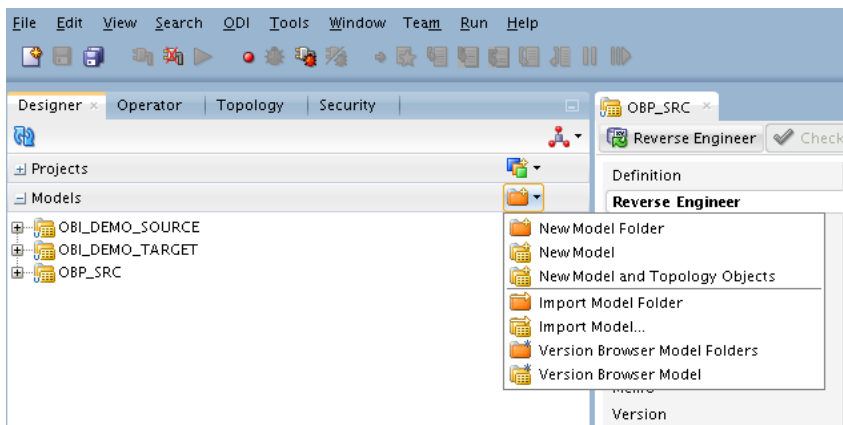 File Edit View Search ODI Tools Window Team Run Help
Designer Operator Topology Security
OBP_SRC
Reverse Engineer Check
Projects
Definition
Models
Reverse Engineer
OBI_DEMO_SOURCE
OBI_DEMO_TARGET
OBP_SRC
New Model Folder
New Model
New Model and Topology Objects
Import Model Folder
Import Model...
Version Browser Model Folders
Version Browser Model
Version